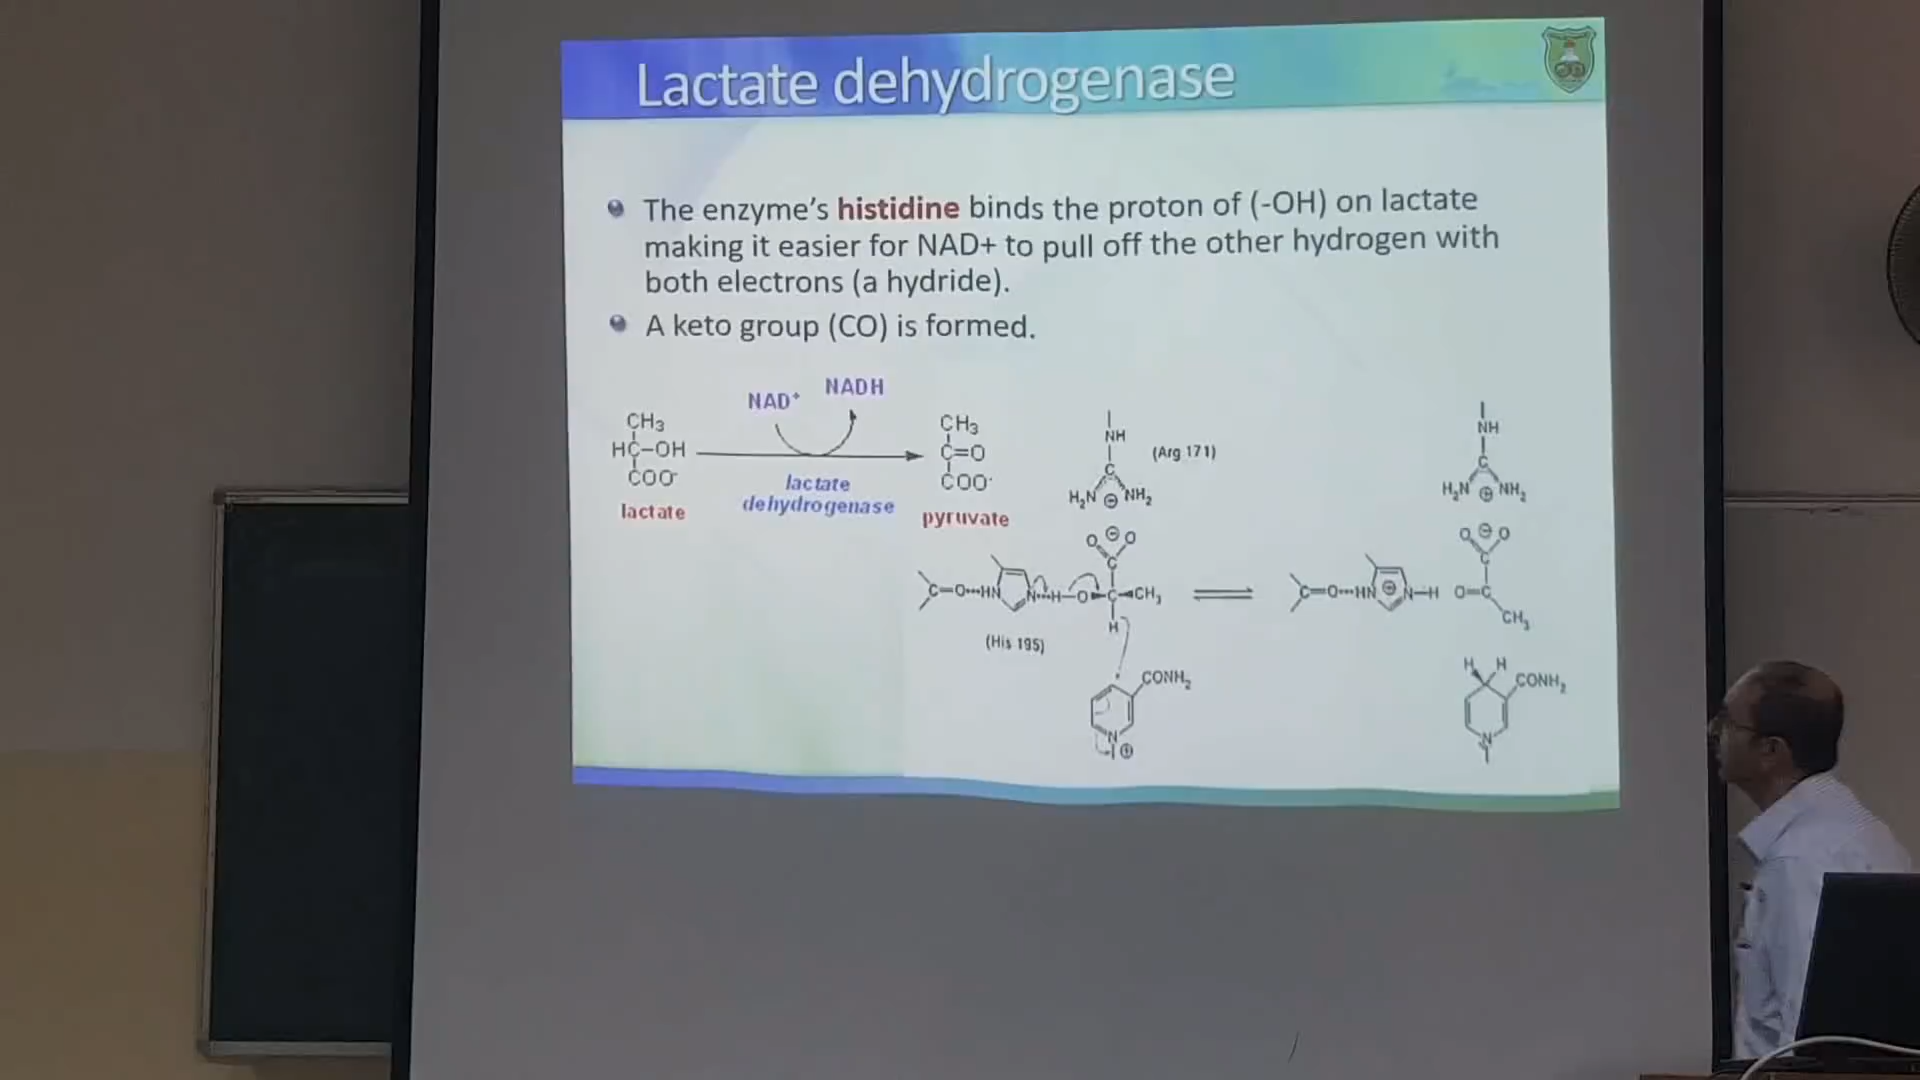 Lactate dehydrogenase
The enzyme's histidine binds the proton of (-OH) on lactate
making it easier for NAD+ to pull off the other hydrogen with
both electrons (a hydride).
A keto group (CO) is formed.
NAD⁺ NADH
CH₃
HC–OH
COO⁻
lactate
lactate
dehydrogenase
CH₃
C=O
COO⁻
pyruvate
NH
(Arg 171)
C
H₂N ⊖ NH₂
O ⊖ O
C
C=O···HN N···H–O C CH₃
H
(His 195)
CONH₂
N
⊕
NH
C
H₂N ⊕ NH₂
O ⊖ O
C
C=O···HN ⊕ N–H O=C
CH₃
H H
CONH₂
N